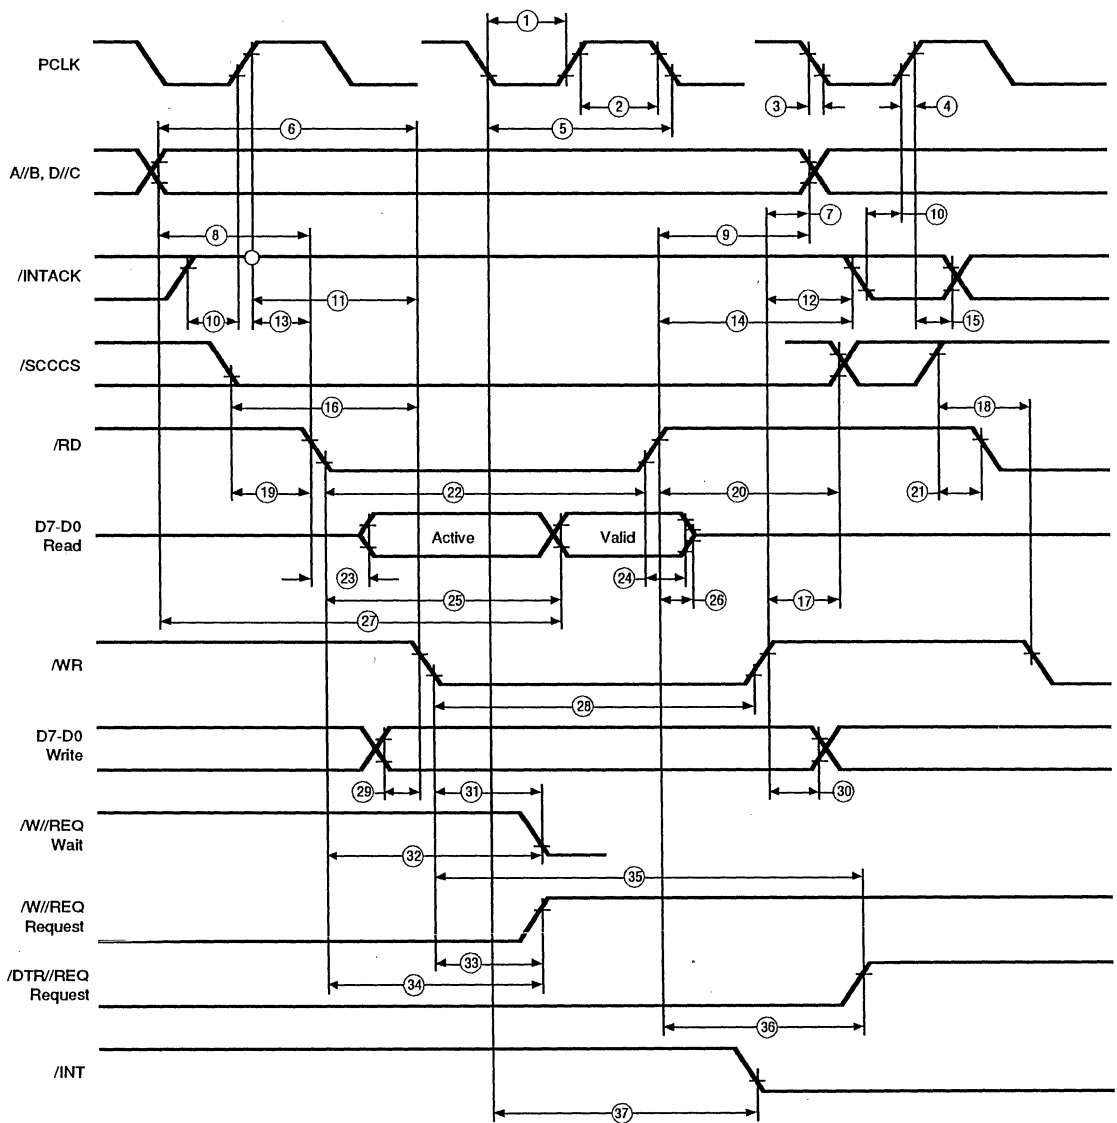 1
PCLK
3
2
4
6
5
A//B, D//C
7
10
8
9
/INTACK
11
12
10
13
14
15
/SCCCS
16
18
/RD
19
22
20
21
D7-D0
Read
Active
Valid
23
24
25
26
17
27
/WR
28
D7-D0
Write
29
31
30
/W//REQ
Wait
32
35
/W//REQ
Request
33
/DTR//REQ
Request
34
36
/INT
37